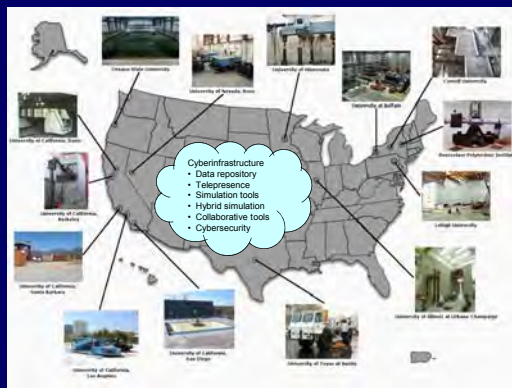 Oregon State University
University of Nevada, Reno
University of Minnesota
University at Buffalo
Cornell University
University of California, Davis
Rensselaer Polytechnic Institute
Cyberinfrastructure
• Data repository
• Telepresence
• Simulation tools
• Hybrid simulation
• Collaborative tools
• Cybersecurity
University of California,
Berkeley
Lehigh University
University of California
Santa Barbara
University of California,
San Diego
University of Illinois at Urbana Champaign
University of California,
Los Angeles
University of Texas at Austin